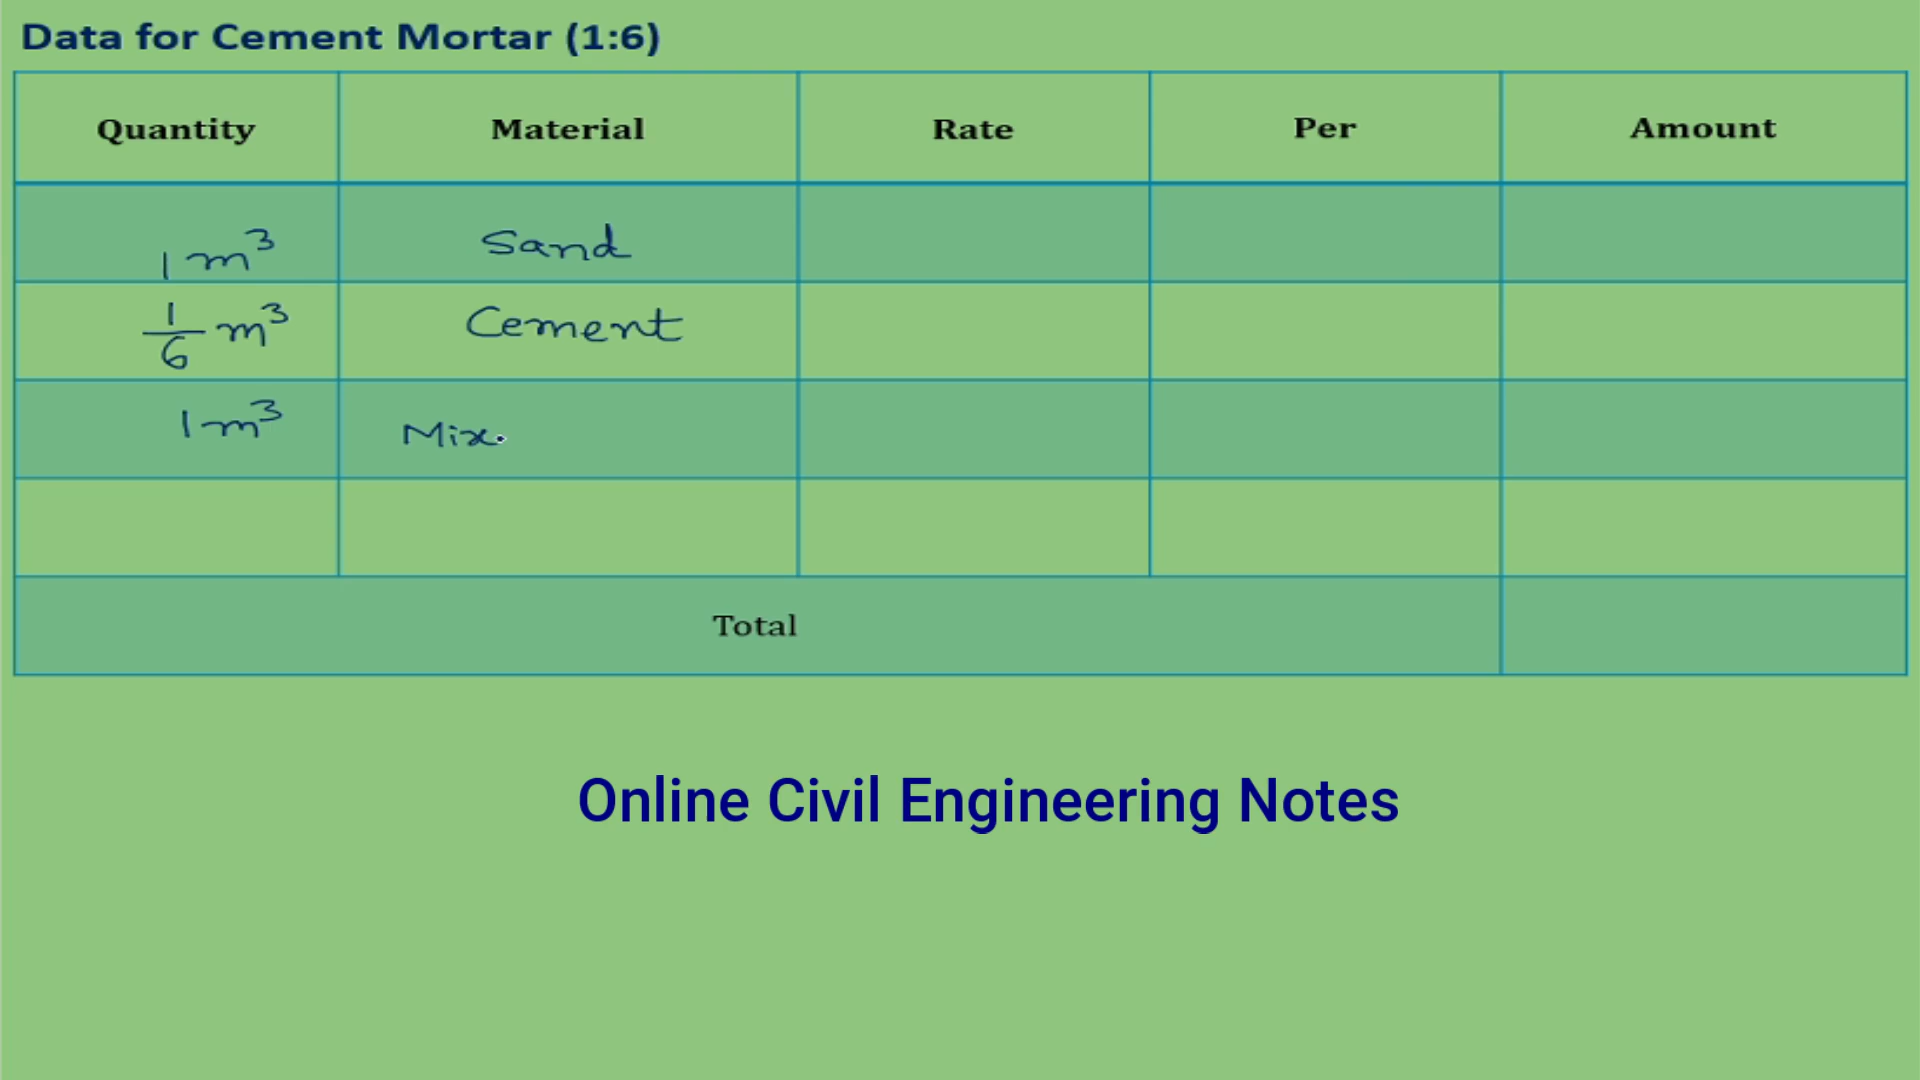 Data for Cement Mortar (1:6)
Quantity Material Rate Per Amount
1 m³ Sand
1/6 m³ Cement
1 m³ Mix
Total
Online Civil Engineering Notes